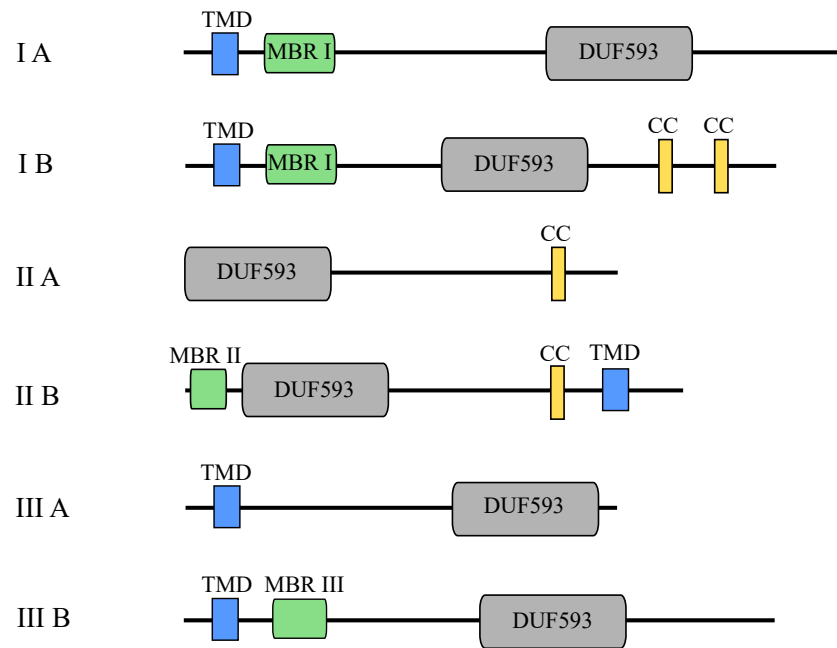 TMD
I A MBR I DUF593
TMD CC CC
I B MBR I DUF593
CC
II A DUF593
MBR II CC TMD
II B DUF593
TMD
III A DUF593
TMD MBR III
III B DUF593